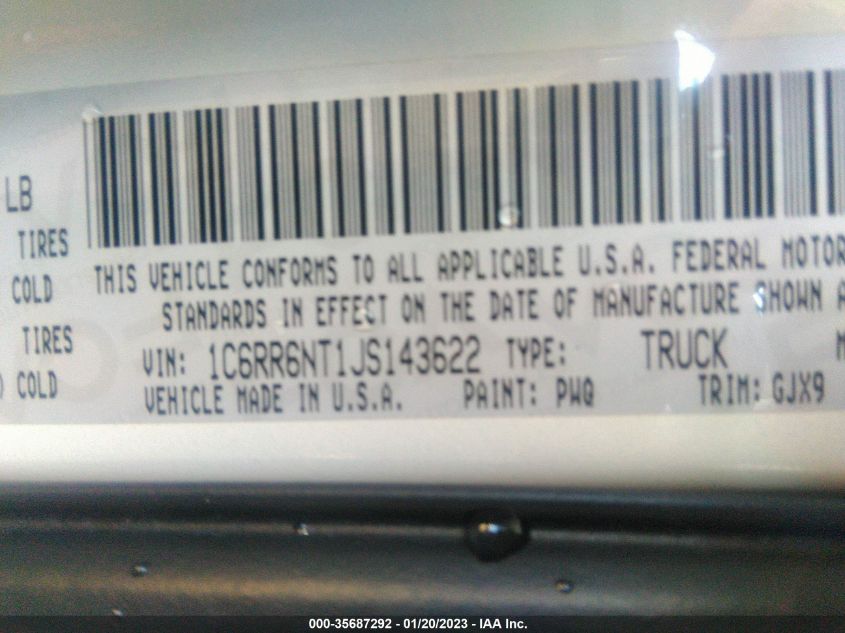 LB
TIRES
COLD
TIRES
) COLD
THIS VEHICLE CONFORMS TO ALL APPLICABLE U.S.A. FEDERAL MOTOR
STANDARDS IN EFFECT ON THE DATE OF MANUFACTURE SHOWN A
VIN: 1C6RR6NT1JS143622 TYPE: TRUCK M
VEHICLE MADE IN U.S.A. PAINT: PWQ TRIM: GJX9
000-35687292 - 01/20/2023 - IAA Inc.